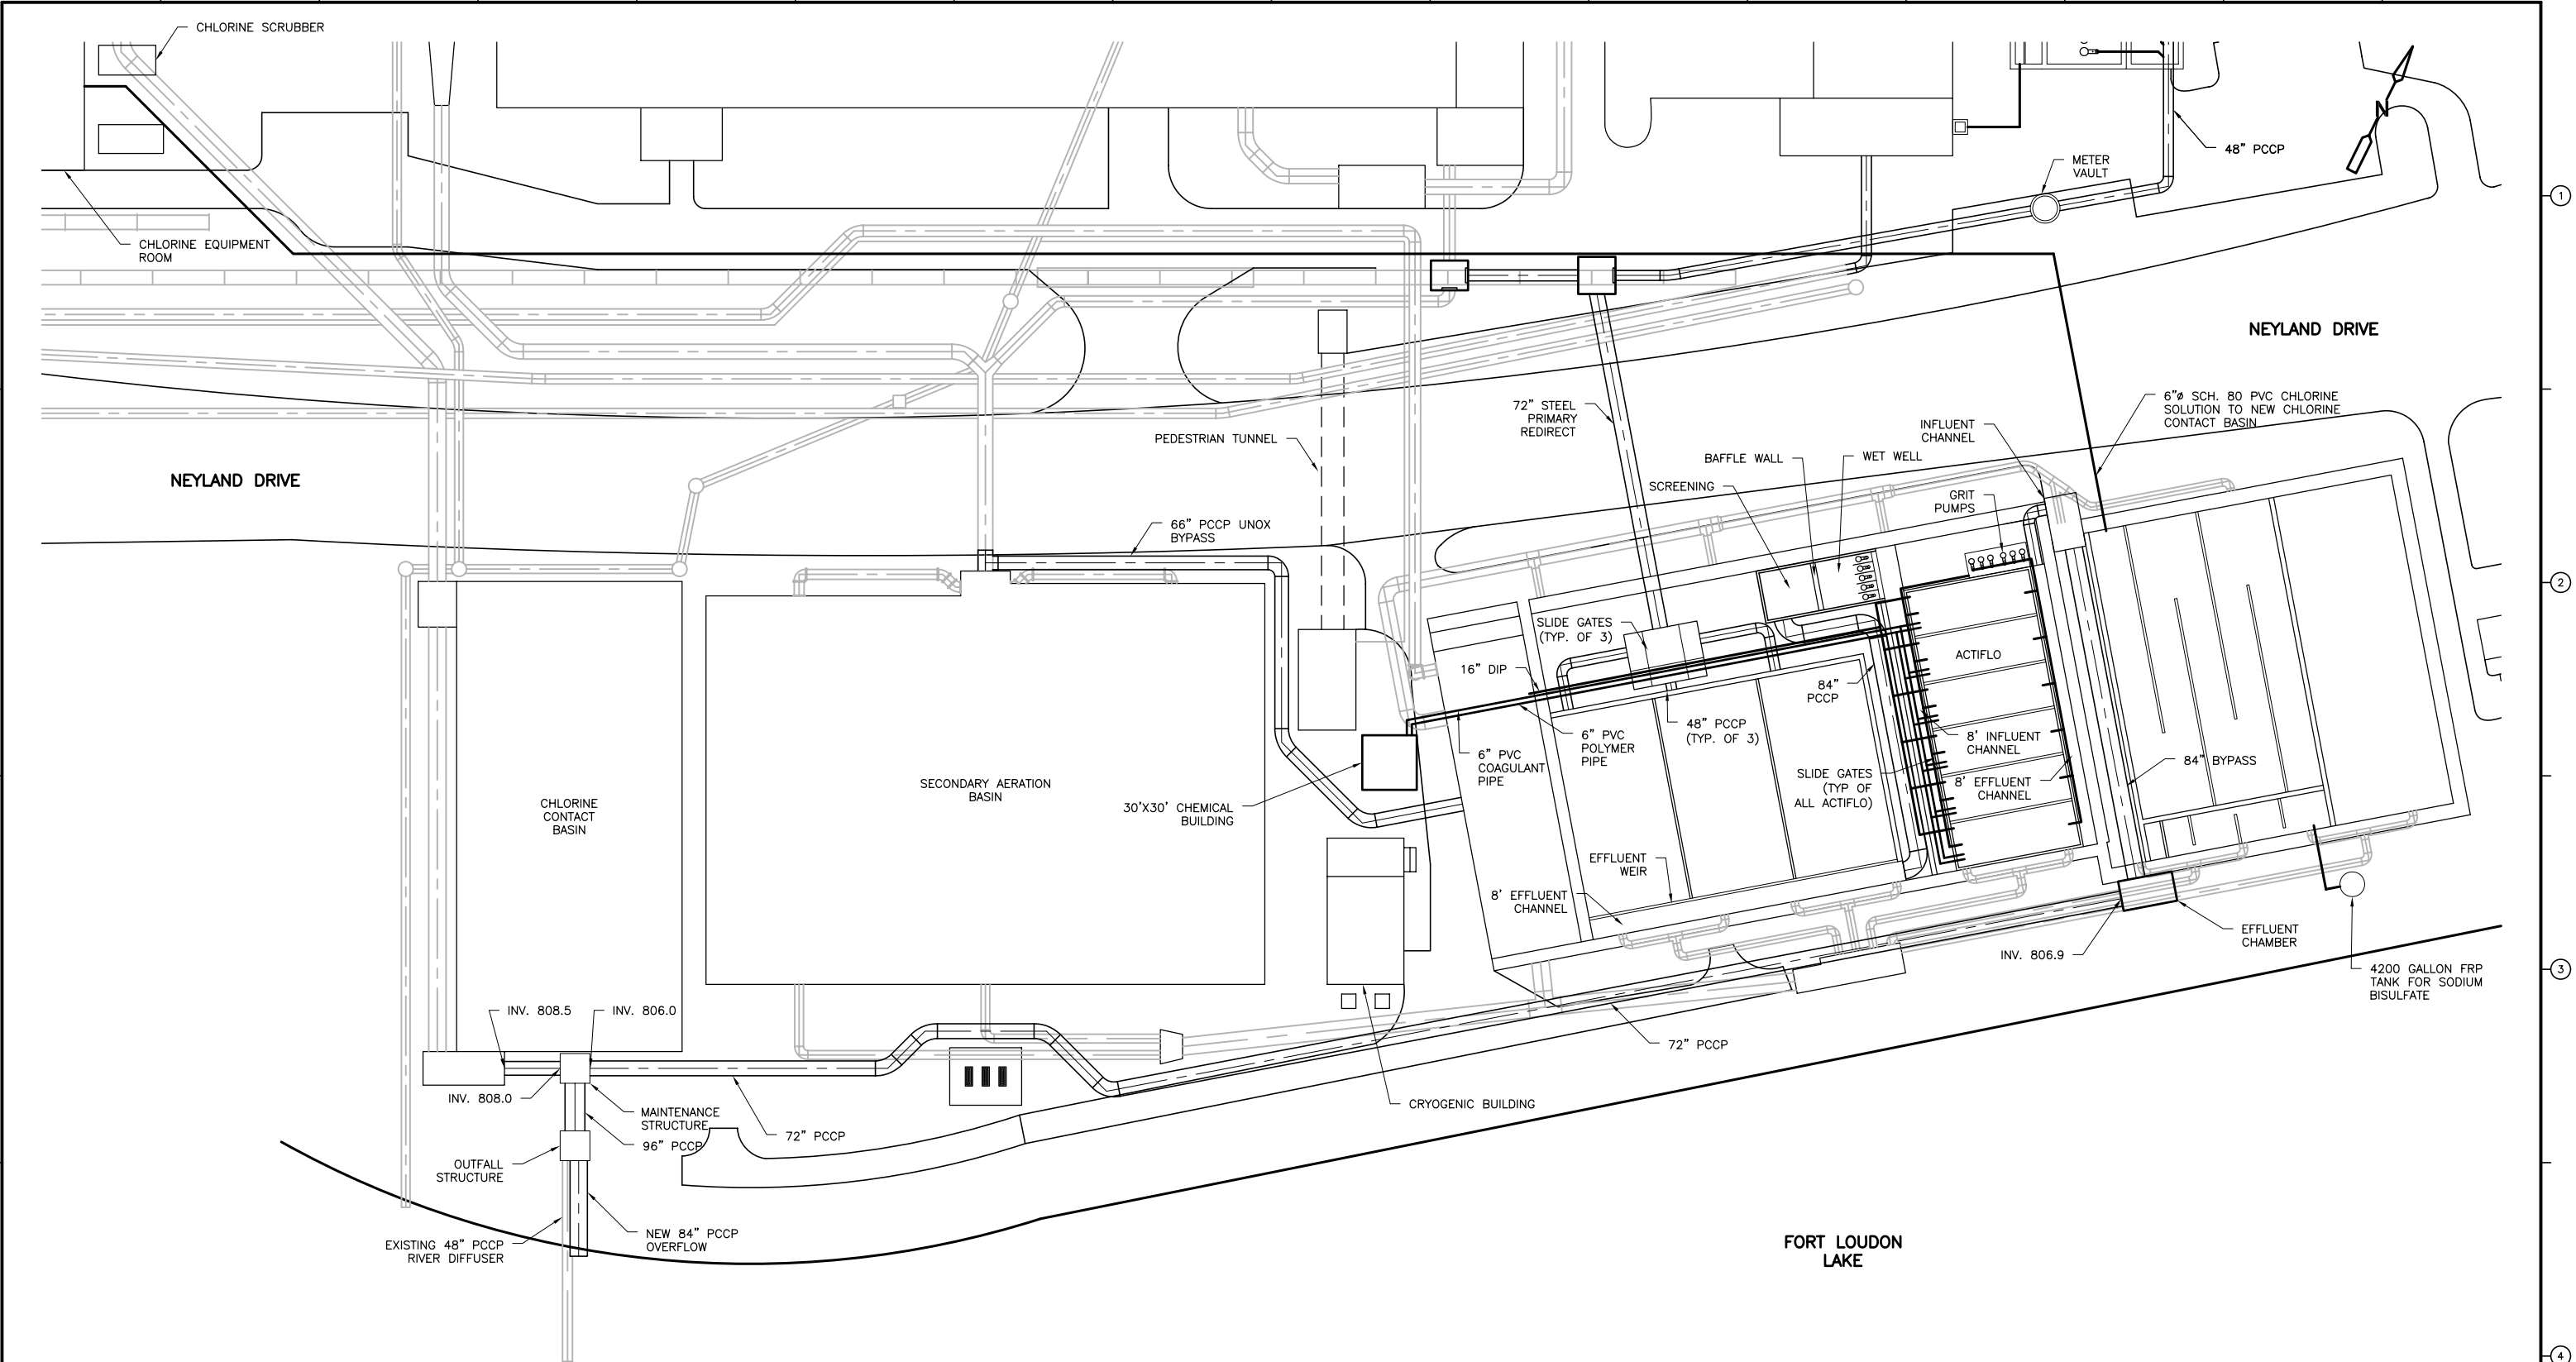 CHLORINE SCRUBBER
N
48" PCCP
METER
VAULT
1
CHLORINE EQUIPMENT
ROOM
NEYLAND DRIVE
6"ø SCH. 80 PVC CHLORINE
SOLUTION TO NEW CHLORINE
CONTACT BASIN
72" STEEL
PRIMARY
REDIRECT
INFLUENT
CHANNEL
PEDESTRIAN TUNNEL
BAFFLE WALL
WET WELL
NEYLAND DRIVE
SCREENING
GRIT
PUMPS
66" PCCP UNOX
BYPASS
2
SLIDE GATES
(TYP. OF 3)
ACTIFLO
16" DIP
84"
PCCP
48" PCCP
(TYP. OF 3)
6" PVC
POLYMER
PIPE
8' INFLUENT
CHANNEL
6" PVC
COAGULANT
PIPE
84" BYPASS
SLIDE GATES
(TYP OF
ALL ACTIFLO)
8' EFFLUENT
CHANNEL
SECONDARY AERATION
BASIN
CHLORINE
CONTACT
BASIN
30'X30' CHEMICAL
BUILDING
EFFLUENT
WEIR
8' EFFLUENT
CHANNEL
EFFLUENT
CHAMBER
INV. 806.9
4200 GALLON FRP
TANK FOR SODIUM
BISULFATE
3
INV. 808.5
INV. 806.0
72" PCCP
INV. 808.0
CRYOGENIC BUILDING
MAINTENANCE
STRUCTURE
72" PCCP
96" PCCP
OUTFALL
STRUCTURE
NEW 84" PCCP
OVERFLOW
EXISTING 48" PCCP
RIVER DIFFUSER
FORT LOUDON
LAKE
4